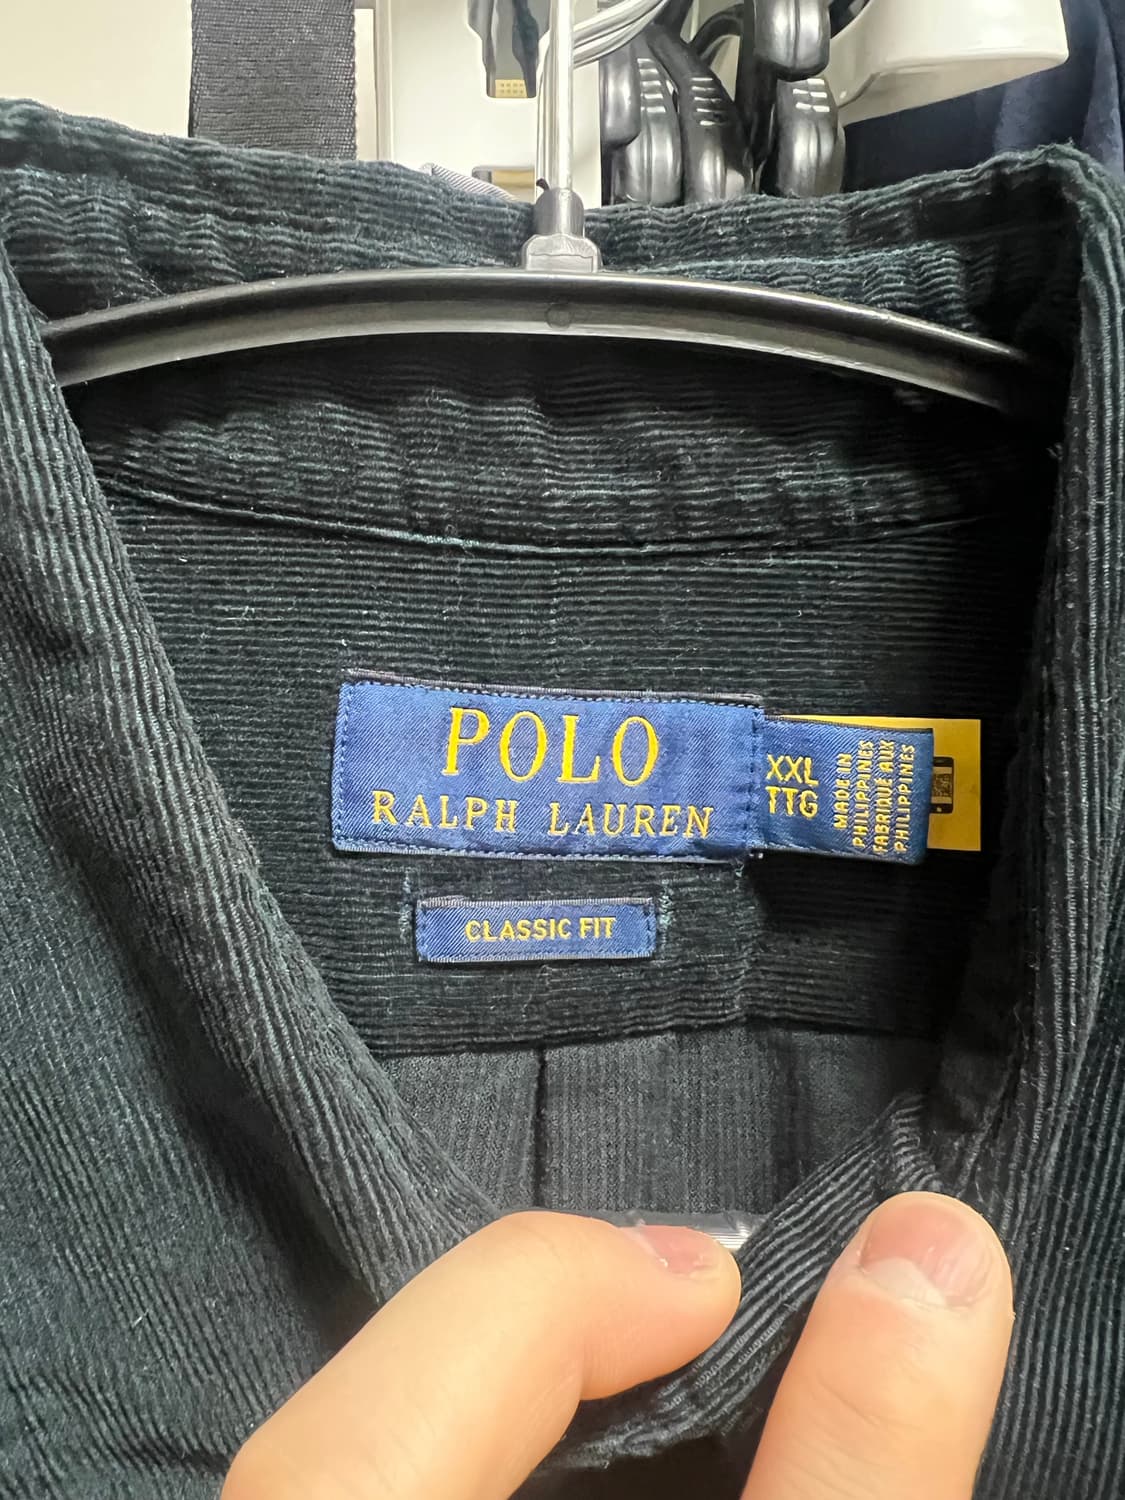 POLO
RALPH LAUREN
XXL
TTG
MADE IN
PHILIPPINES
FABRIQUÉ AUX
PHILIPPINES
CLASSIC FIT